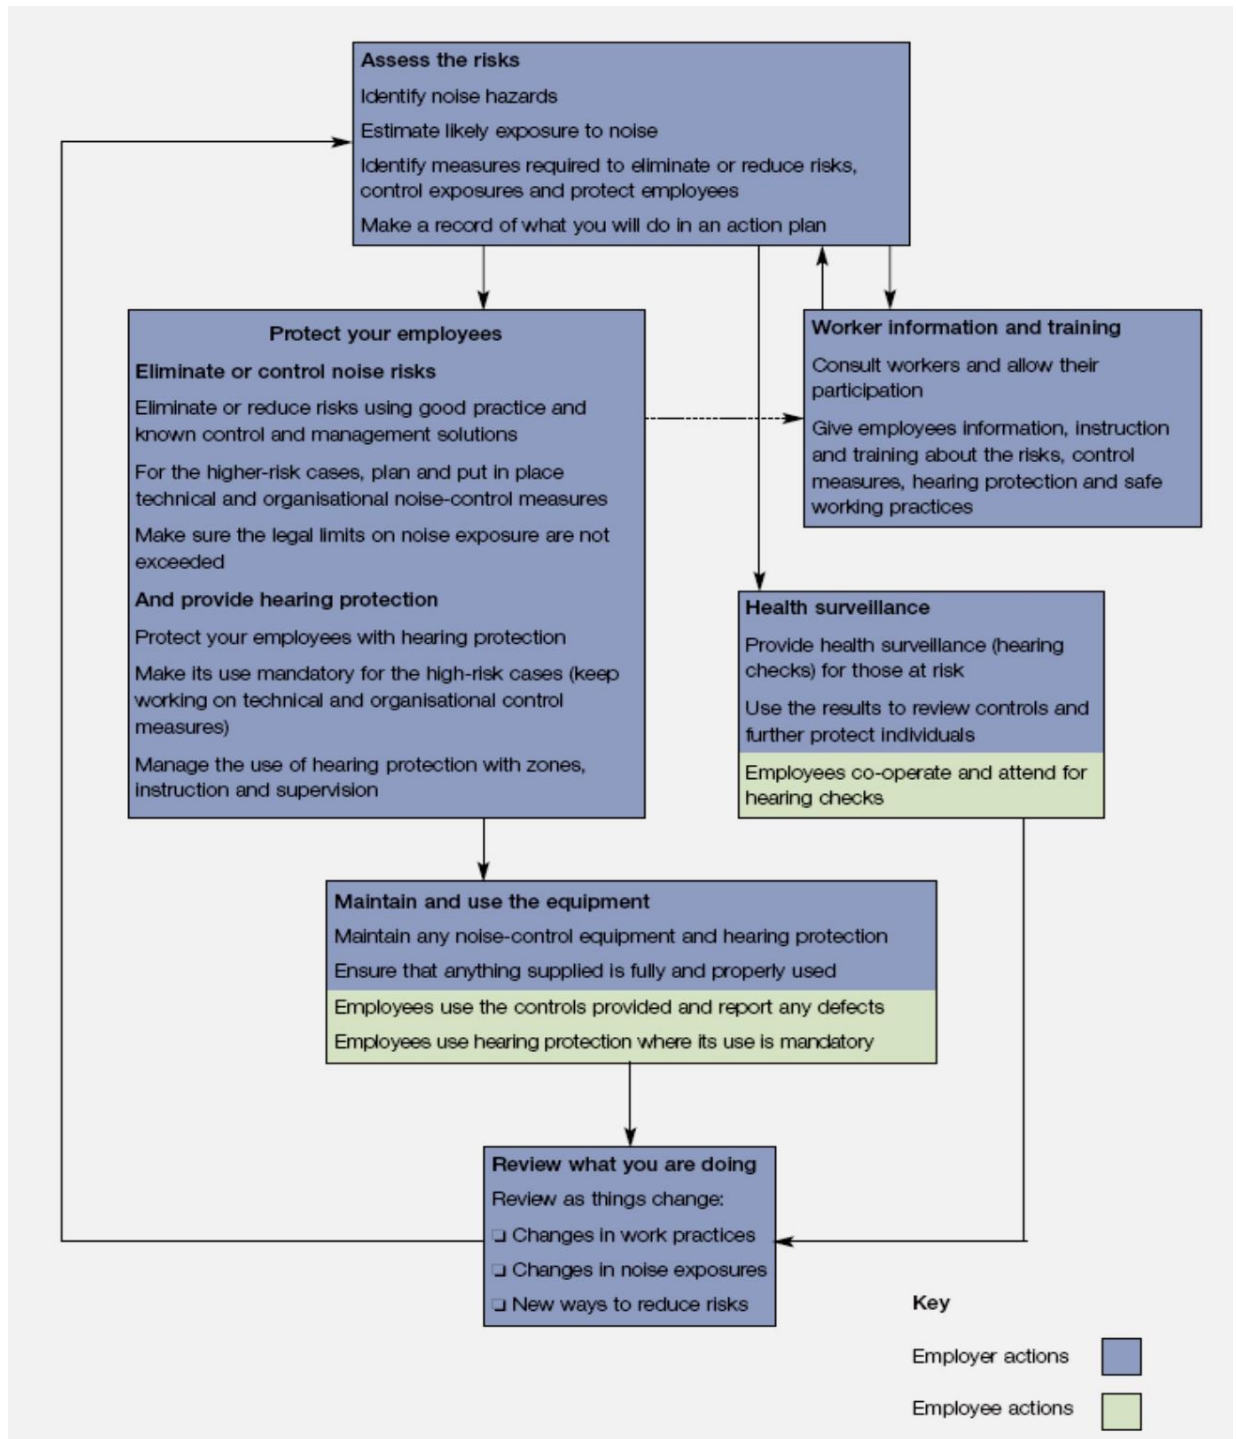 Assess the risks
Identify noise hazards
Estimate likely exposure to noise
Identify measures required to eliminate or reduce risks,
control exposures and protect employees
Make a record of what you will do in an action plan
Protect your employees
Eliminate or control noise risks
Eliminate or reduce risks using good practice and
known control and management solutions
For the higher-risk cases, plan and put in place
technical and organisational noise-control measures
Make sure the legal limits on noise exposure are not
exceeded
And provide hearing protection
Protect your employees with hearing protection
Make its use mandatory for the high-risk cases (keep
working on technical and organisational control
measures)
Manage the use of hearing protection with zones,
instruction and supervision
Worker information and training
Consult workers and allow their
participation
Give employees information, instruction
and training about the risks, control
measures, hearing protection and safe
working practices
Health surveillance
Provide health surveillance (hearing
checks) for those at risk
Use the results to review controls and
further protect individuals
Employees co-operate and attend for
hearing checks
Maintain and use the equipment
Maintain any noise-control equipment and hearing protection
Ensure that anything supplied is fully and properly used
Employees use the controls provided and report any defects
Employees use hearing protection where its use is mandatory
Review what you are doing
Review as things change:
❏ Changes in work practices
❏ Changes in noise exposures
❏ New ways to reduce risks
Key
Employer actions
Employee actions